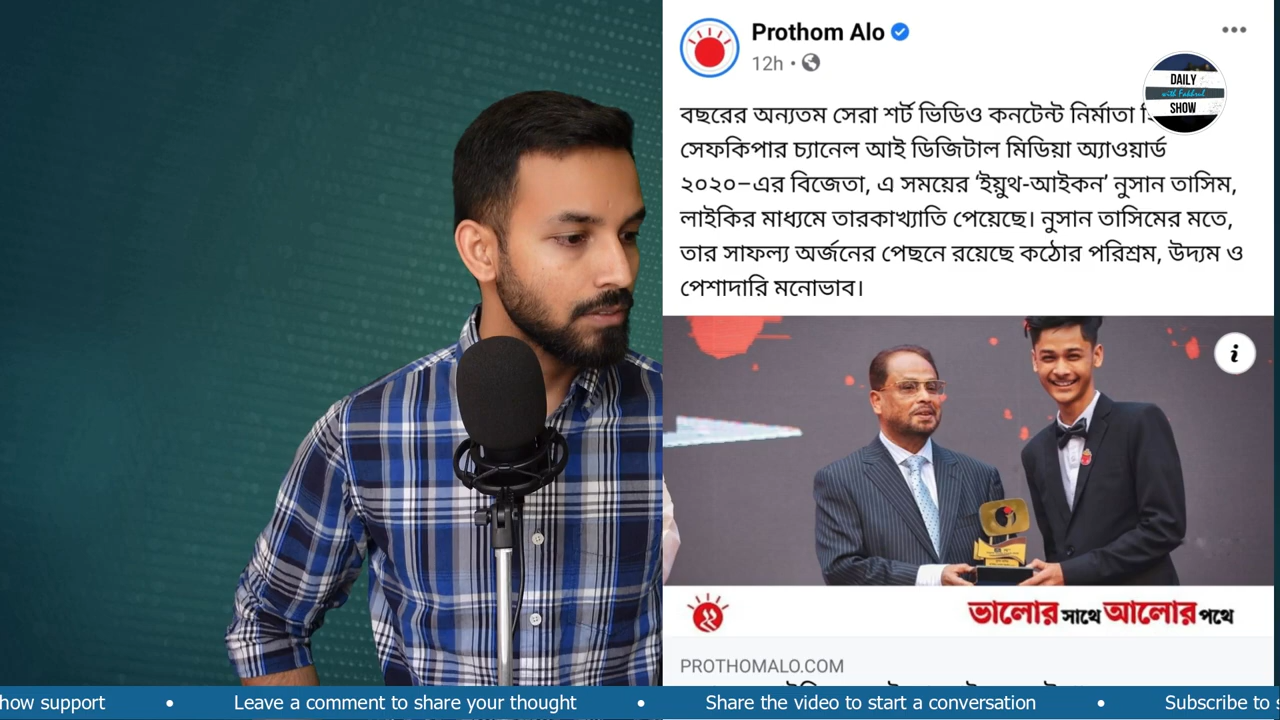 Prothom Alo
12h
DAILY
with Fakhrul
SHOW
বছরের অন্যতম সেরা শর্ট ভিডিও কনটেন্ট নির্মাতা
সেফকিপার চ্যানেল আই ডিজিটাল মিডিয়া অ্যাওয়ার্ড
২০২০–এর বিজেতা, এ সময়ের ‘ইয়ুথ-আইকন’ নুসান তাসিম,
লাইকির মাধ্যমে তারকাখ্যাতি পেয়েছে। নুসান তাসিমের মতে,
তার সাফল্য অর্জনের পেছনে রয়েছে কঠোর পরিশ্রম, উদ্যম ও
পেশাদারি মনোভাব।
ভালোর সাথে আলোর পথে
PROTHOMALO.COM
how support • Leave a comment to share your thought • Share the video to start a conversation • Subscribe to